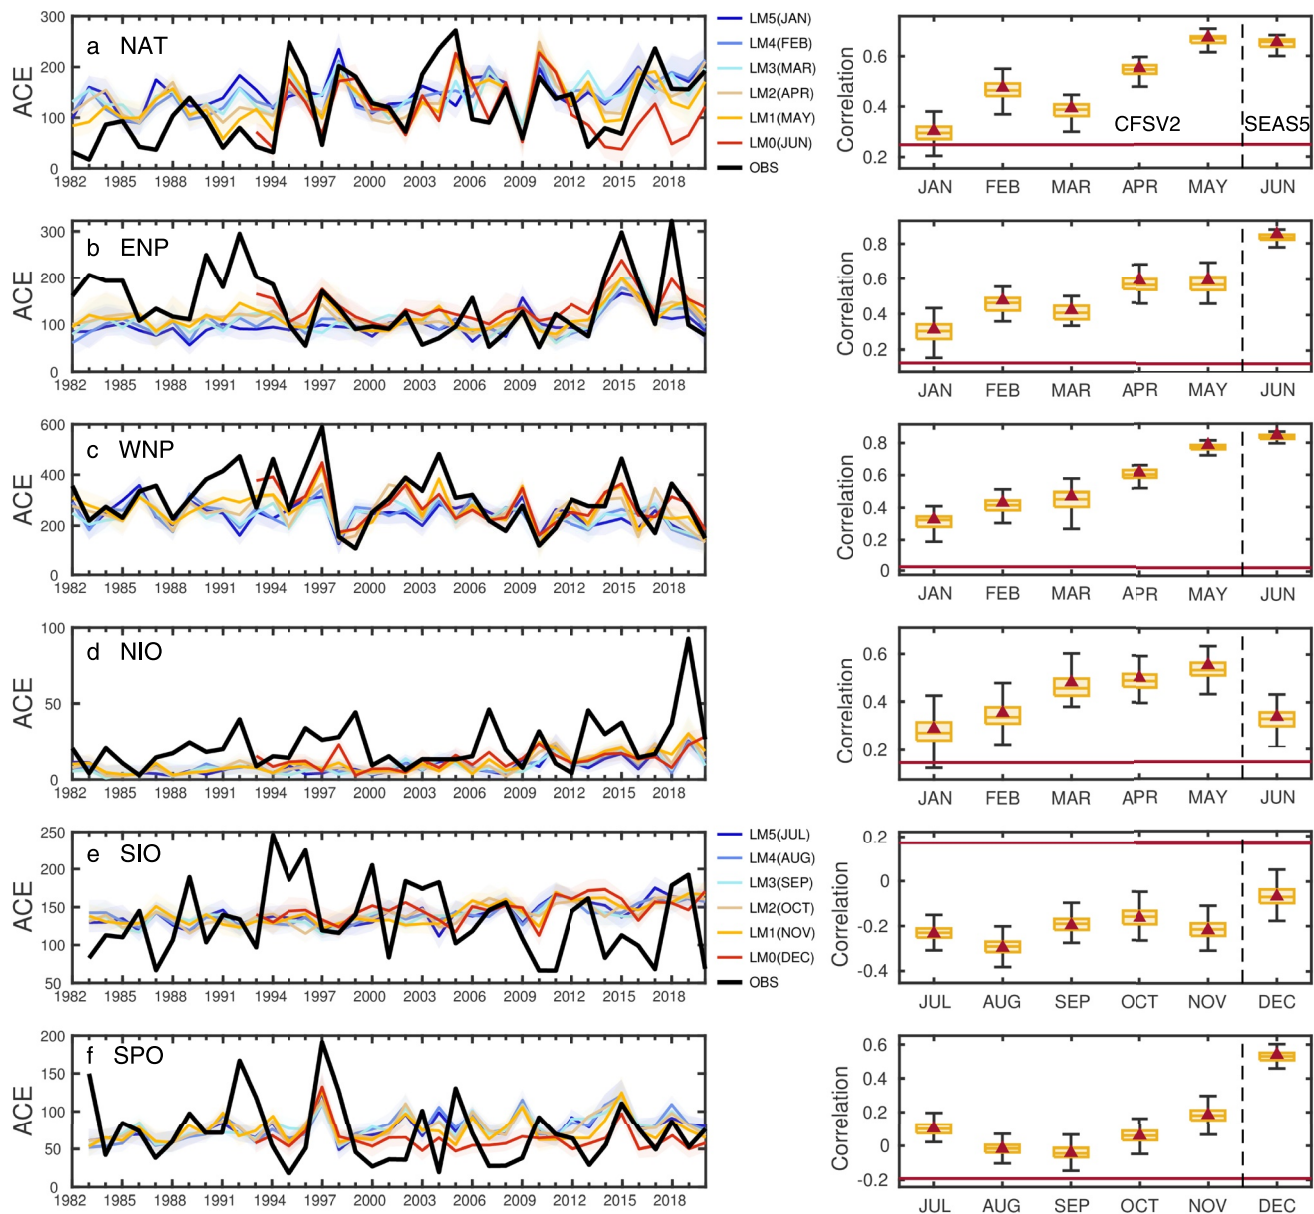 a NAT
ACE
300
200
100
0
1982 1985 1988 1991 1994 1997 2000 2003 2006 2009 2012 2015 2018
LM5(JAN)
LM4(FEB)
LM3(MAR)
LM2(APR)
LM1(MAY)
LM0(JUN)
OBS
Correlation
0.6
0.4
0.2
CFSV2 SEAS5
JAN FEB MAR APR MAY JUN
b ENP
ACE
300
200
100
0
1982 1985 1988 1991 1994 1997 2000 2003 2006 2009 2012 2015 2018
Correlation
0.8
0.6
0.4
0.2
JAN FEB MAR APR MAY JUN
c WNP
ACE
600
400
200
0
1982 1985 1988 1991 1994 1997 2000 2003 2006 2009 2012 2015 2018
Correlation
0.8
0.6
0.4
0.2
0
JAN FEB MAR APR MAY JUN
d NIO
ACE
100
50
0
1982 1985 1988 1991 1994 1997 2000 2003 2006 2009 2012 2015 2018
Correlation
0.6
0.4
0.2
JAN FEB MAR APR MAY JUN
e SIO
ACE
250
200
150
100
50
1982 1985 1988 1991 1994 1997 2000 2003 2006 2009 2012 2015 2018
LM5(JUL)
LM4(AUG)
LM3(SEP)
LM2(OCT)
LM1(NOV)
LM0(DEC)
OBS
Correlation
0.2
0
-0.2
-0.4
JUL AUG SEP OCT NOV DEC
f SPO
ACE
200
150
100
50
0
1982 1985 1988 1991 1994 1997 2000 2003 2006 2009 2012 2015 2018
Correlation
0.6
0.4
0.2
0
-0.2
JUL AUG SEP OCT NOV DEC